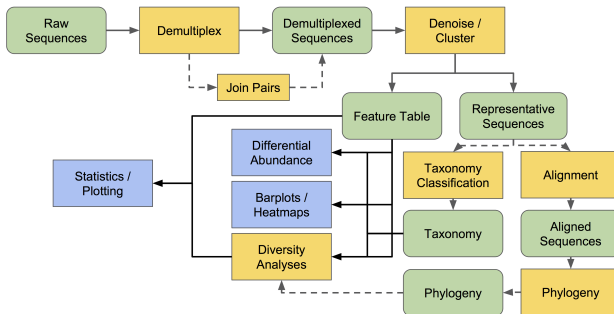 Raw
Sequences
Demultiplex
Demultiplexed
Sequences
Denoise /
Cluster
Join Pairs
Feature Table
Representative
Sequences
Differential
Abundance
Statistics /
Plotting
Taxonomy
Classification
Alignment
Barplots /
Heatmaps
Diversity
Analyses
Taxonomy
Aligned
Sequences
Phylogeny
Phylogeny